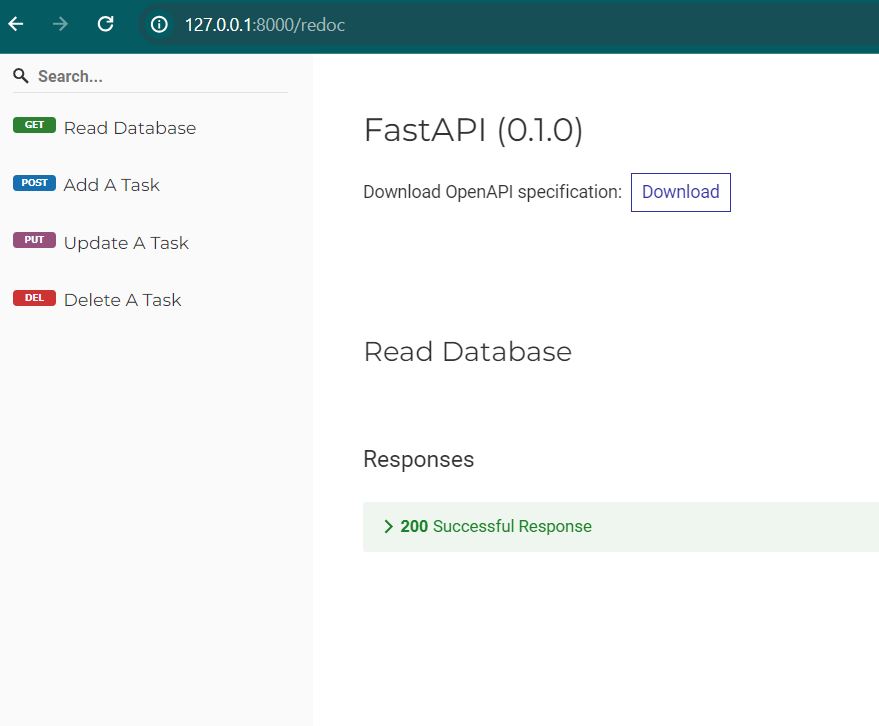 127.0.0.1:8000/redoc
Search...
GET Read Database
POST Add A Task
PUT Update A Task
DEL Delete A Task
FastAPI (0.1.0)
Download OpenAPI specification: Download
Read Database
Responses
200 Successful Response